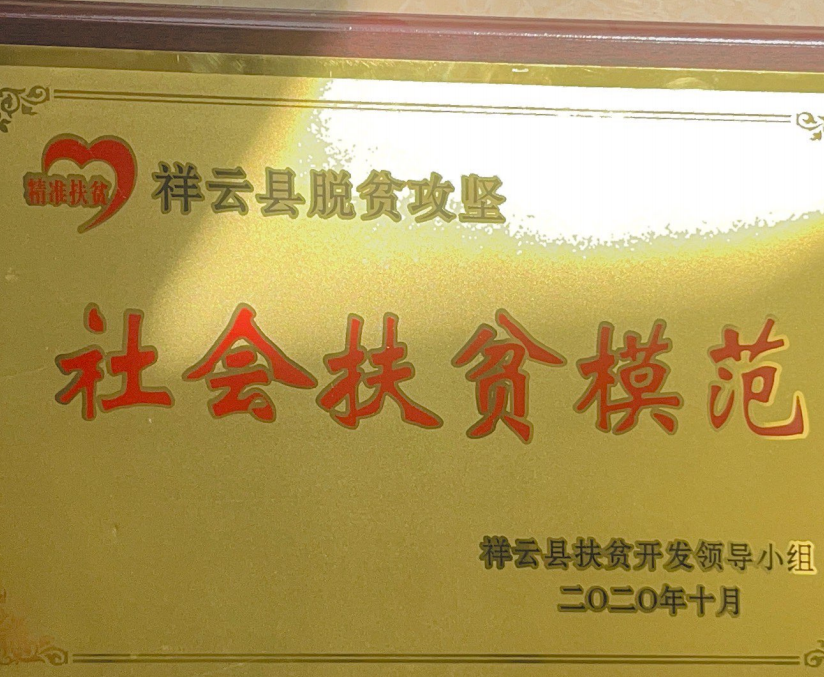 精准扶贫
祥云县脱贫攻坚
社会扶贫模范
祥云县扶贫开发领导小组
二〇二〇年十月